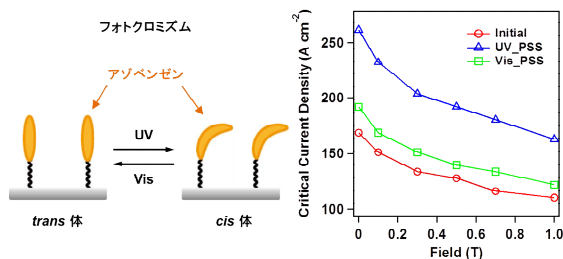 フォトクロミズム
アゾベンゼン
UV
Vis
trans 体
cis 体
Critical Current Density (A cm⁻²)
250
200
150
100
Initial
UV_PSS
Vis_PSS
0
0.2
0.4
0.6
0.8
1.0
Field (T)